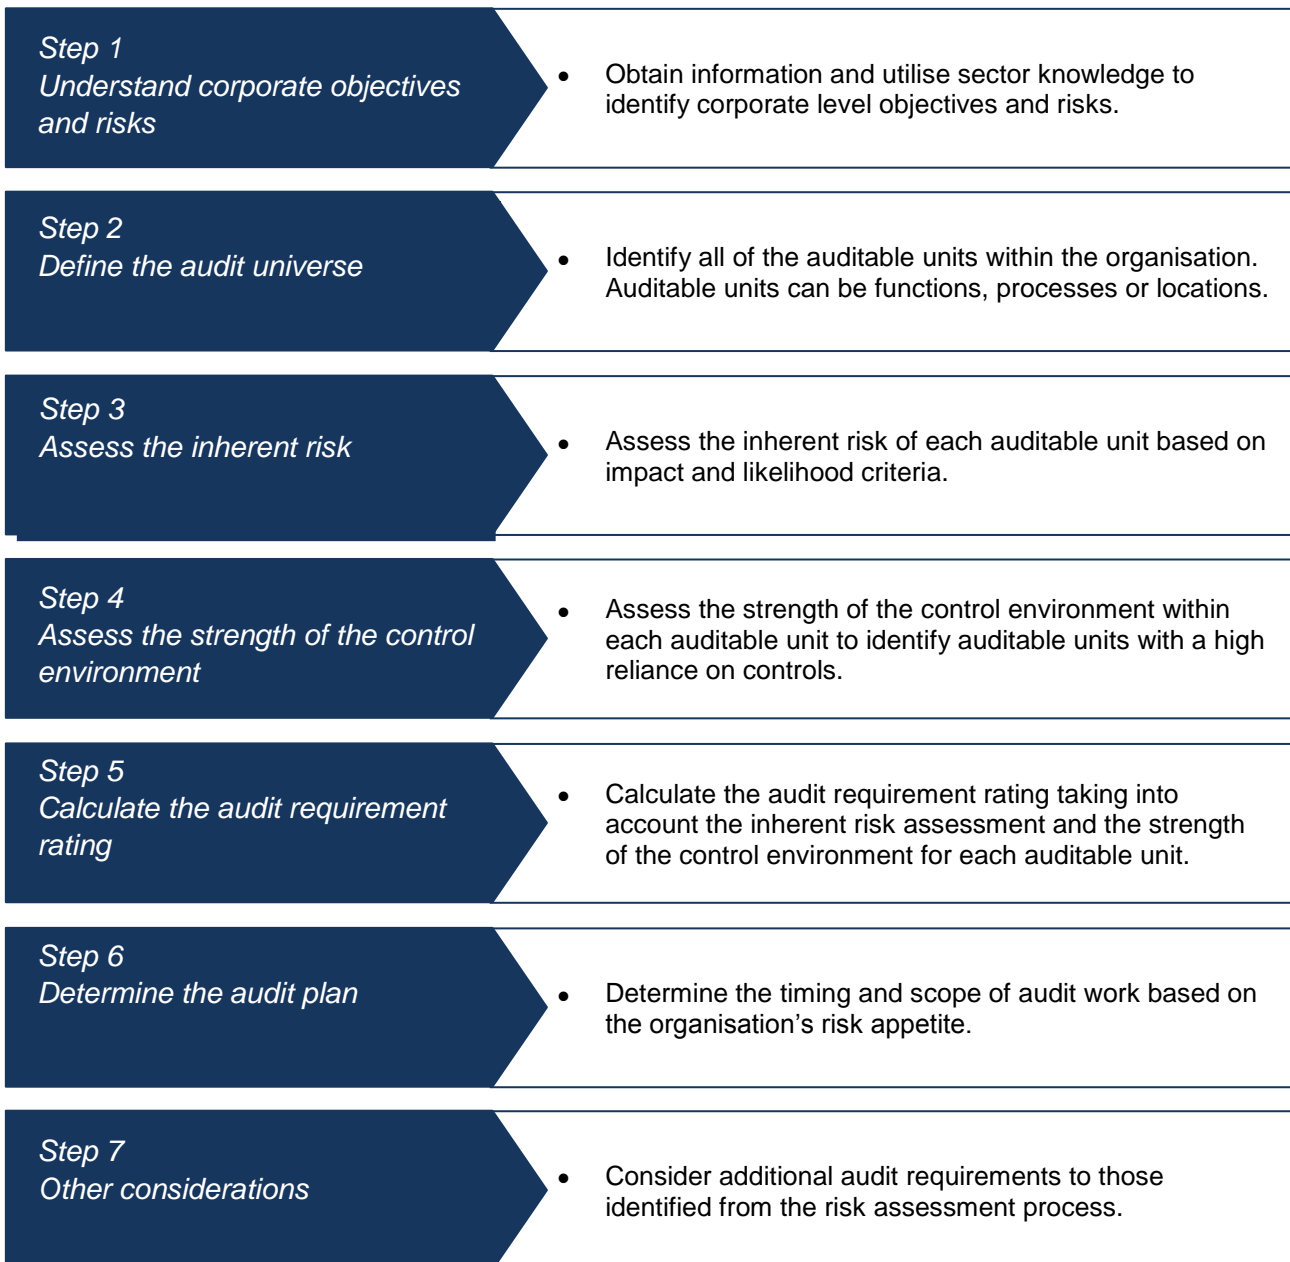 Step 1
Understand corporate objectives
and risks
• Obtain information and utilise sector knowledge to
identify corporate level objectives and risks.
Step 2
Define the audit universe
• Identify all of the auditable units within the organisation.
Auditable units can be functions, processes or locations.
Step 3
Assess the inherent risk
• Assess the inherent risk of each auditable unit based on
impact and likelihood criteria.
Step 4
Assess the strength of the control
environment
• Assess the strength of the control environment within
each auditable unit to identify auditable units with a high
reliance on controls.
Step 5
Calculate the audit requirement
rating
• Calculate the audit requirement rating taking into
account the inherent risk assessment and the strength
of the control environment for each auditable unit.
Step 6
Determine the audit plan
• Determine the timing and scope of audit work based on
the organisation’s risk appetite.
Step 7
Other considerations
• Consider additional audit requirements to those
identified from the risk assessment process.